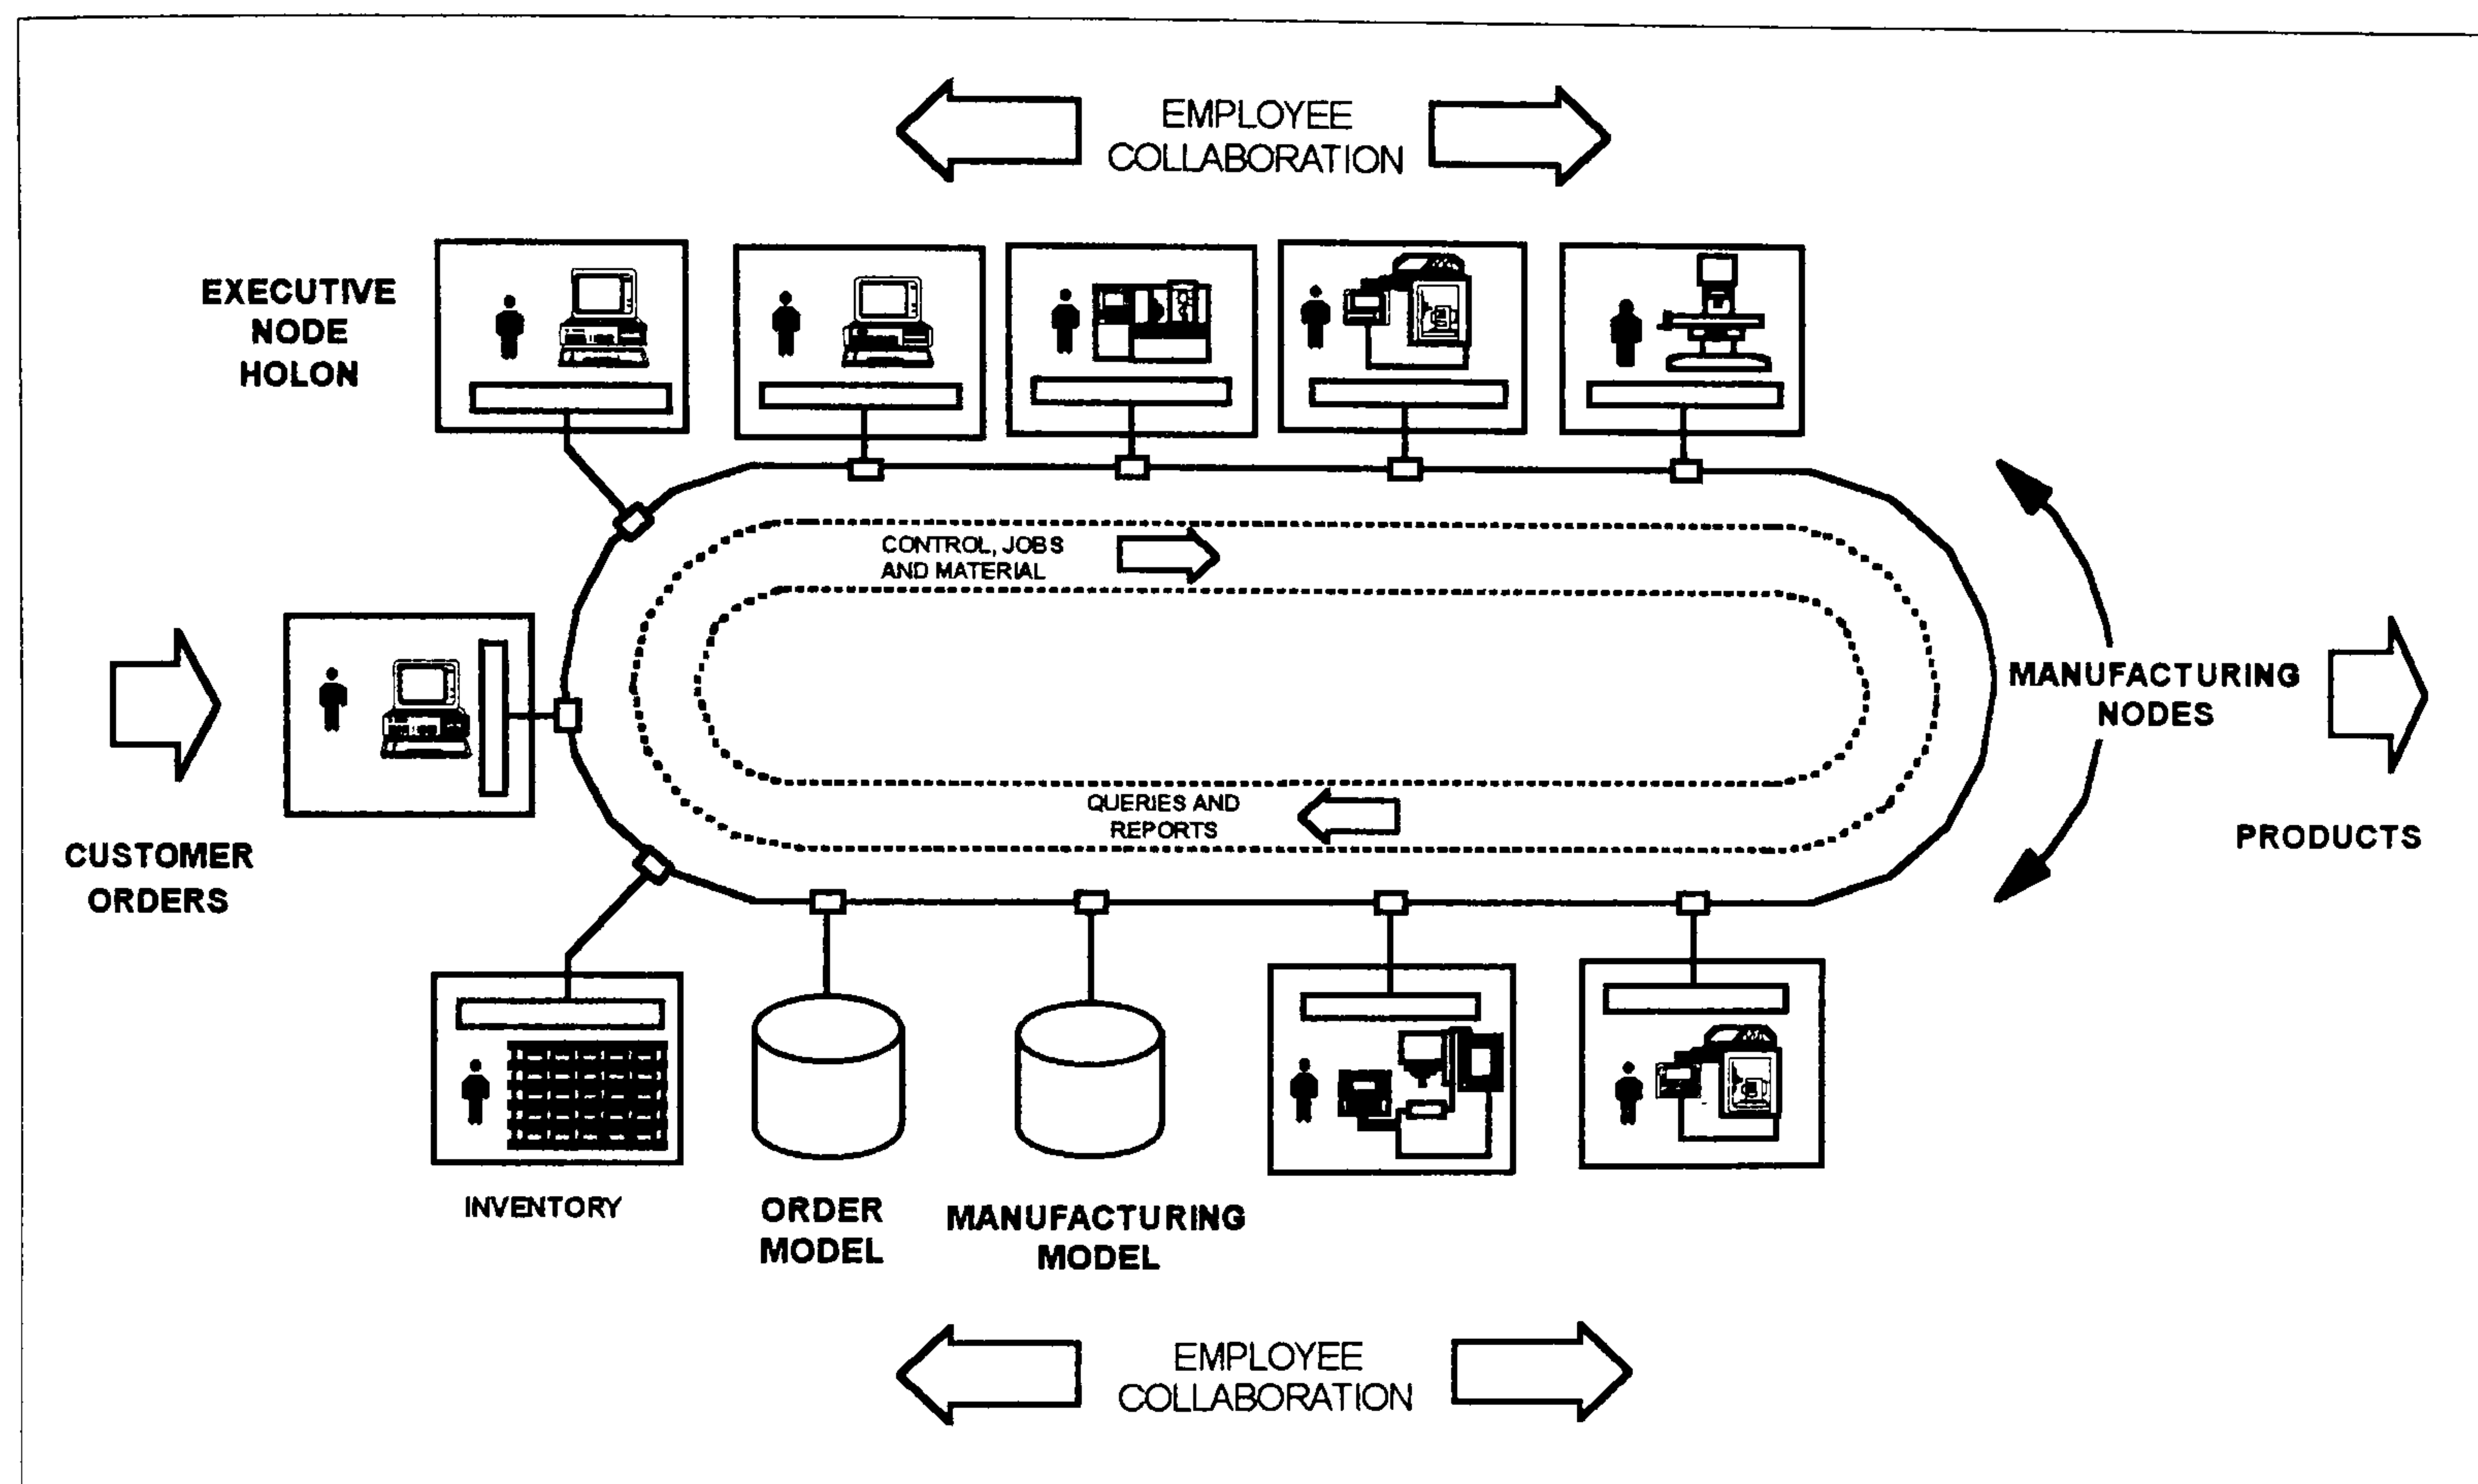 EMPLOYEE
COLLABORATION
EXECUTIVE
NODE
HOLON
CONTROL, JOBS
AND MATERIAL
MANUFACTURING
NODES
QUERIES AND
REPORTS
CUSTOMER
ORDERS
PRODUCTS
INVENTORY
ORDER
MODEL
MANUFACTURING
MODEL
EMPLOYEE
COLLABORATION